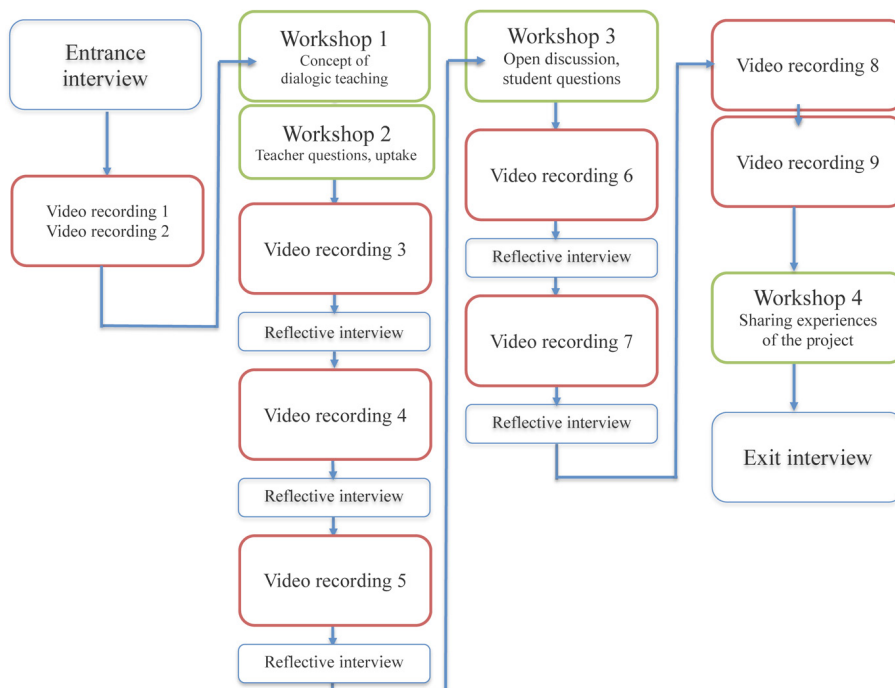 Entrance
interview
Video recording 1
Video recording 2
Workshop 1
Concept of
dialogic teaching
Workshop 2
Teacher questions, uptake
Video recording 3
Reflective interview
Video recording 4
Reflective interview
Video recording 5
Reflective interview
Workshop 3
Open discussion,
student questions
Video recording 6
Reflective interview
Video recording 7
Reflective interview
Video recording 8
Video recording 9
Workshop 4
Sharing experiences
of the project
Exit interview